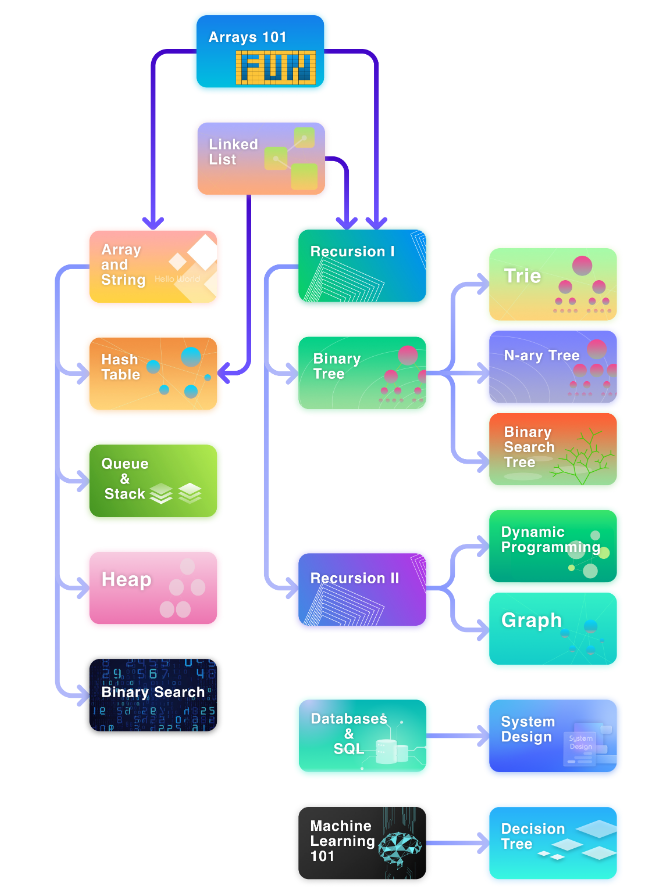 Arrays 101
FUN
Linked
List
Array
and
String
Hello World
Recursion I
Trie
Hash
Table
Binary
Tree
N-ary Tree
Binary
Search
Tree
Queue
&
Stack
Dynamic
Programming
Heap
Recursion II
Graph
Binary Search
Databases
&
SQL
System
Design
System
Design
Machine
Learning
101
Decision
Tree